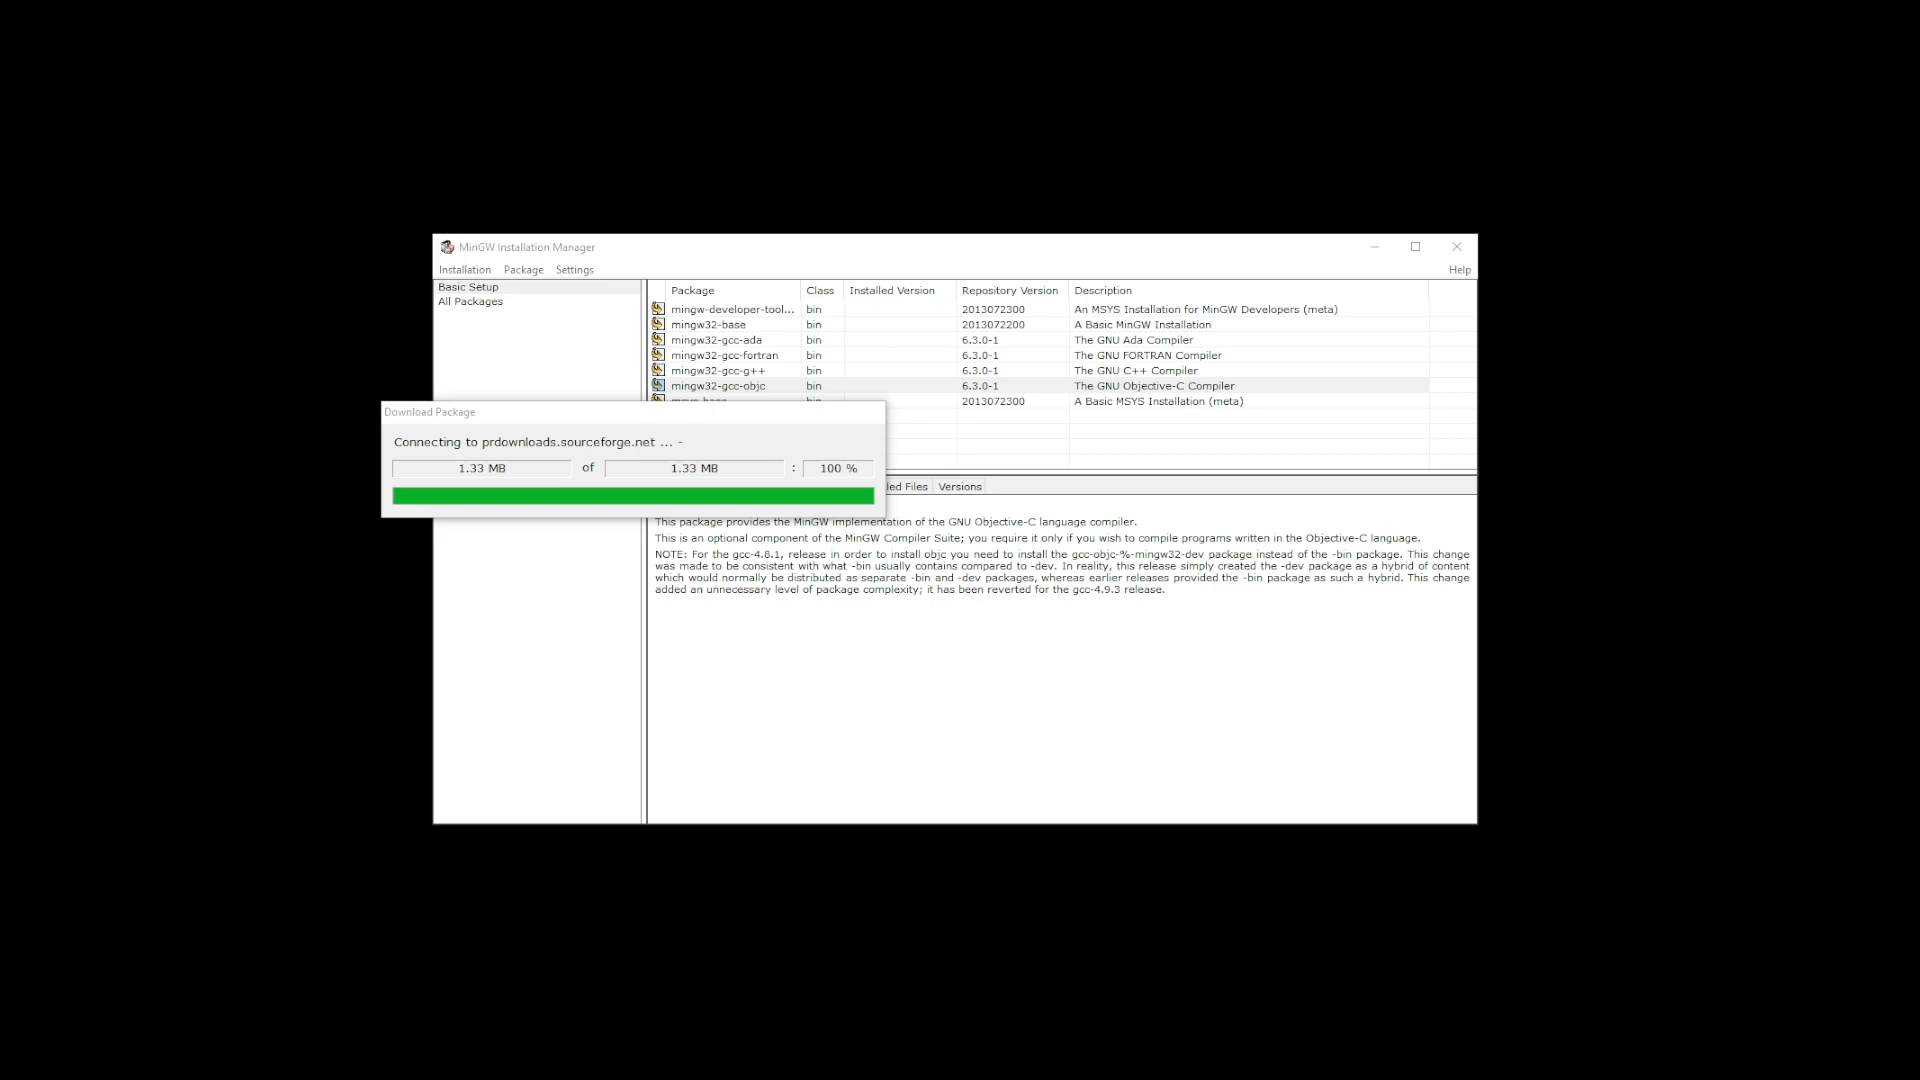 MinGW Installation Manager
Installation Package Settings Help
Basic Setup
All Packages
Package Class Installed Version Repository Version Description
mingw-developer-tool... bin 2013072300 An MSYS Installation for MinGW Developers (meta)
mingw32-base bin 2013072200 A Basic MinGW Installation
mingw32-gcc-ada bin 6.3.0-1 The GNU Ada Compiler
mingw32-gcc-fortran bin 6.3.0-1 The GNU FORTRAN Compiler
mingw32-gcc-g++ bin 6.3.0-1 The GNU C++ Compiler
mingw32-gcc-objc bin 6.3.0-1 The GNU Objective-C Compiler
2013072300 A Basic MSYS Installation (meta)
Download Package
Connecting to prdownloads.sourceforge.net ... -
1.33 MB of 1.33 MB : 100 %
Files Versions
This package provides the MinGW implementation of the GNU Objective-C language compiler.
This is an optional component of the MinGW Compiler Suite; you require it only if you wish to compile programs written in the Objective-C language.
NOTE: For the gcc-4.8.1, release in order to install objc you need to install the gcc-objc-%-mingw32-dev package instead of the -bin package. This change
was made to be consistent with what -bin usually contains compared to -dev. In reality, this release simply created the -dev package as a hybrid of content
which would normally be distributed as separate -bin and -dev packages, whereas earlier releases provided the -bin package as such a hybrid. This change
added an unnecessary level of package complexity; it has been reverted for the gcc-4.9.3 release.